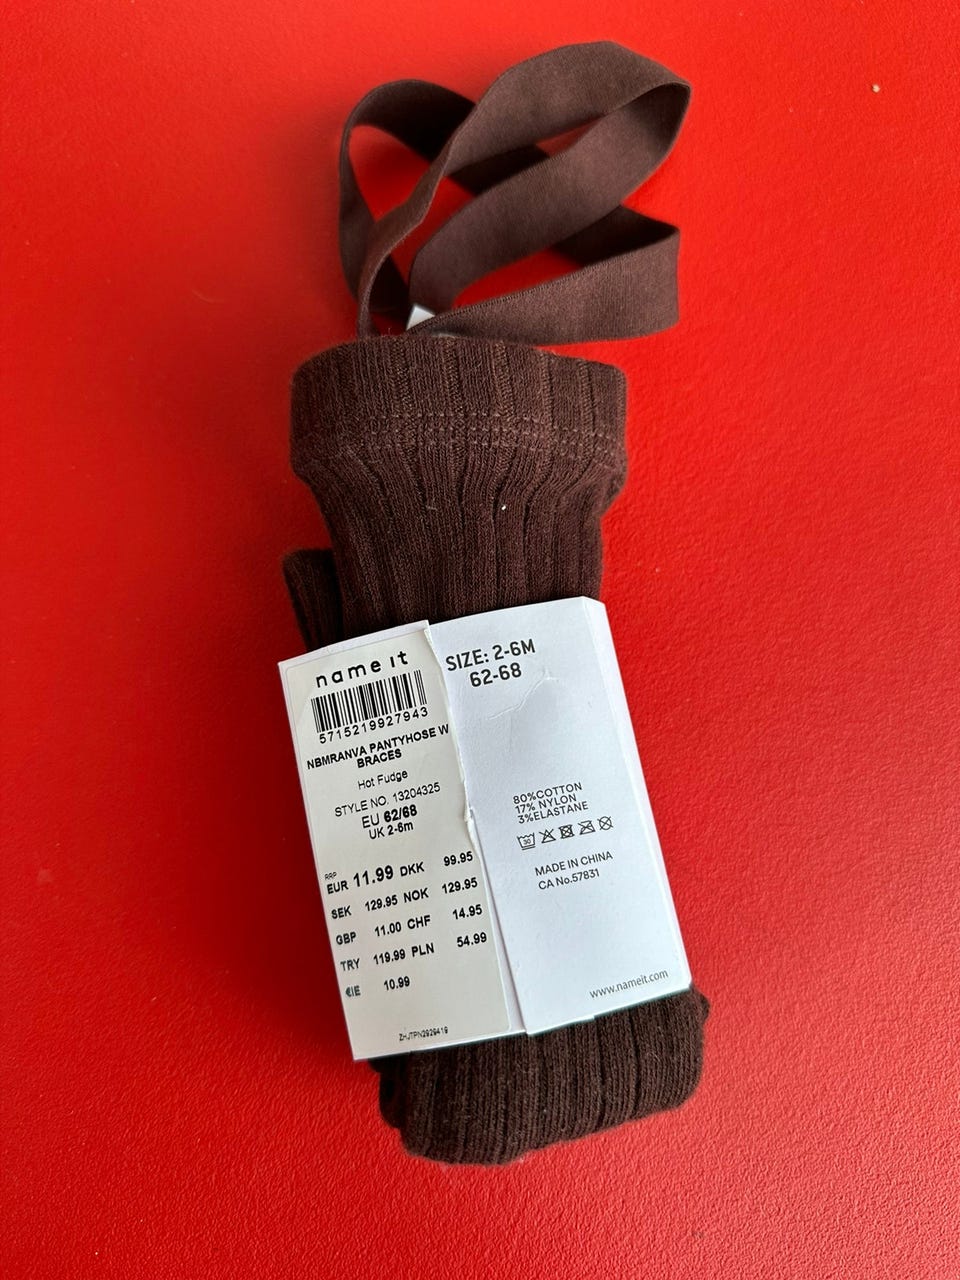 name it
5715219927943
NBMRANVA PANTYHOSE W
BRACES
Hot Fudge
STYLE NO. 13204325
EU 62/68
UK 2-6m
RRP
EUR 11.99 DKK 99.95
SEK 129.95 NOK 129.95
GBP 11.00 CHF 14.95
TRY 119.99 PLN 54.99
€IE 10.99
ZHJTPN2929419
SIZE: 2-6M
62-68
80%COTTON
17% NYLON
3%ELASTANE
30
MADE IN CHINA
CA No.57831
www.nameit.com